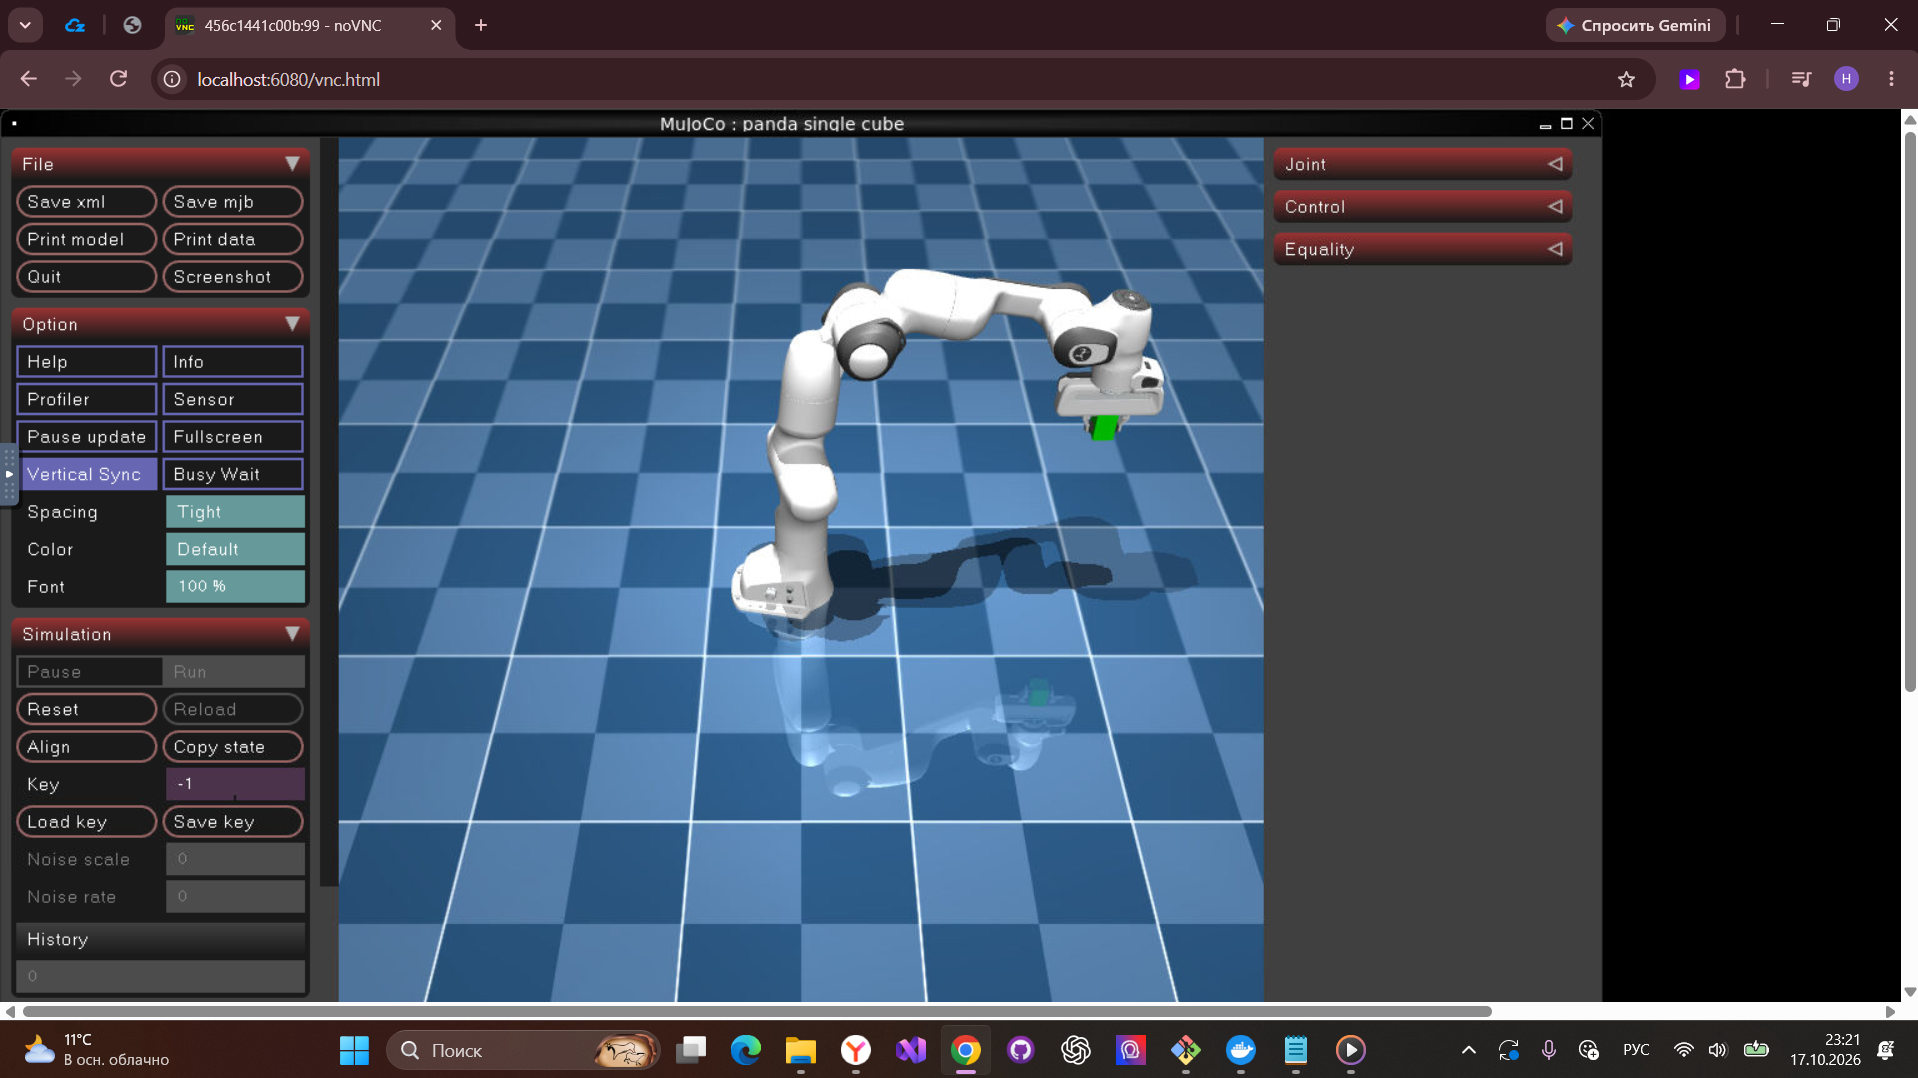 456c1441c00b:99 - noVNC
Спросить Gemini
localhost:6080/vnc.html
H
MuJoCo : panda single cube
File
Save xml
Save mjb
Print model
Print data
Quit
Screenshot
Option
Help
Info
Profiler
Sensor
Pause update
Fullscreen
Vertical Sync
Busy Wait
Spacing
Tight
Color
Default
Font
100 %
Simulation
Pause
Run
Reset
Reload
Align
Copy state
Key
-1
Load key
Save key
Noise scale
0
Noise rate
0
History
0
Joint
Control
Equality
11°C
В осн. облачно
Поиск
РУС
23:21
17.10.2026